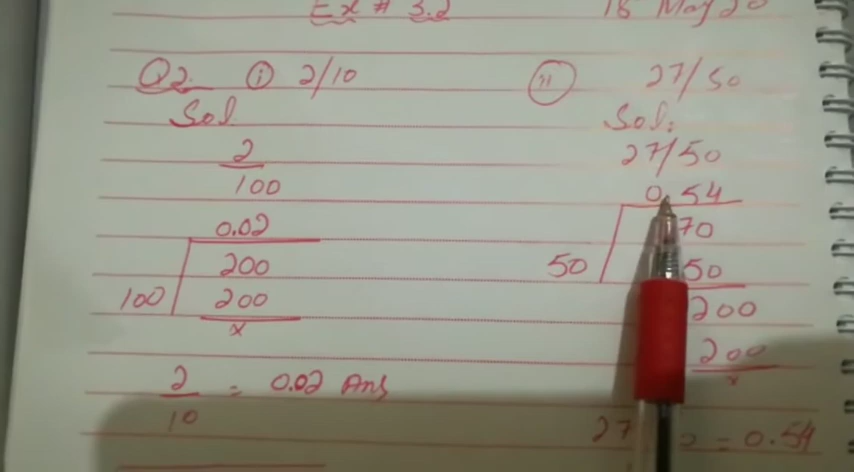 Ex # 3.2 18 May 20
Q2. (i) 2/10
Sol
2
100
0.02
200
100 200
x
2
10 = 0.02 Ans
(ii) 27/50
Sol:
27/50
0.54
70
50 50
200
200
x
27 = 0.54